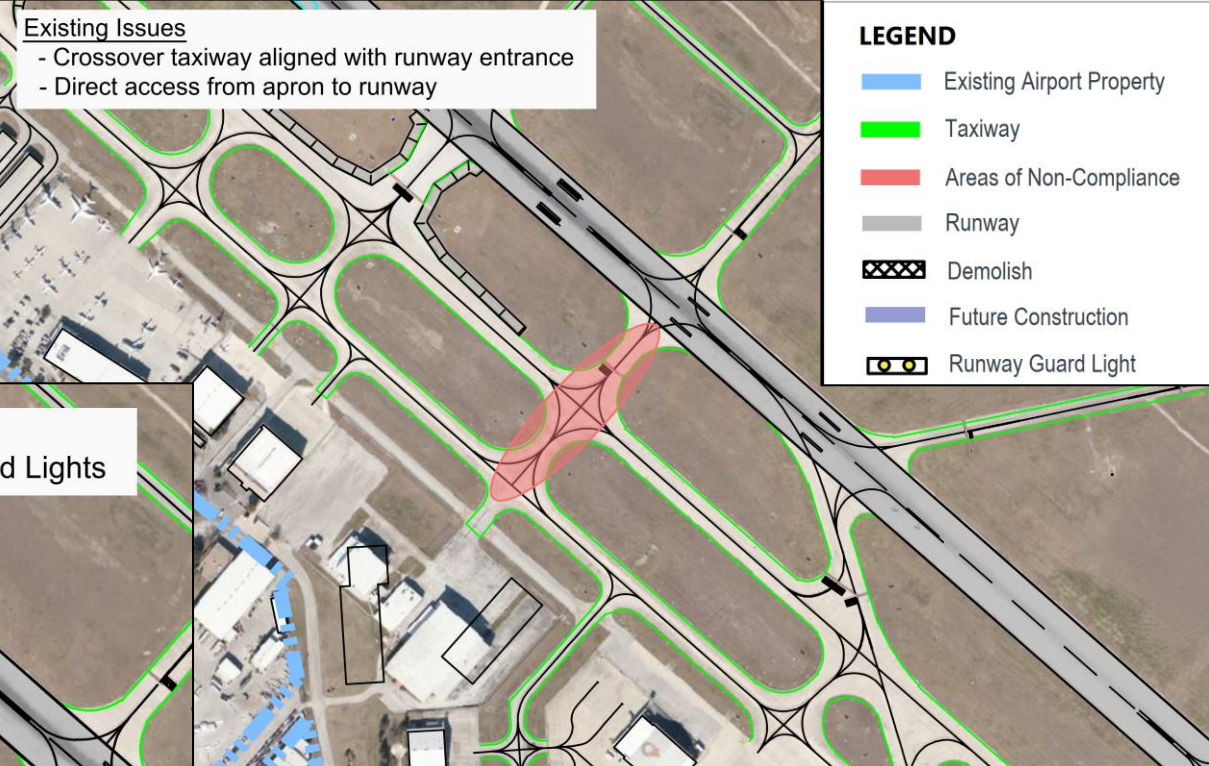 Existing Issues
- Crossover taxiway aligned with runway entrance
- Direct access from apron to runway
LEGEND
Existing Airport Property
Taxiway
Areas of Non-Compliance
Runway
Demolish
Future Construction
Runway Guard Light
d Lights